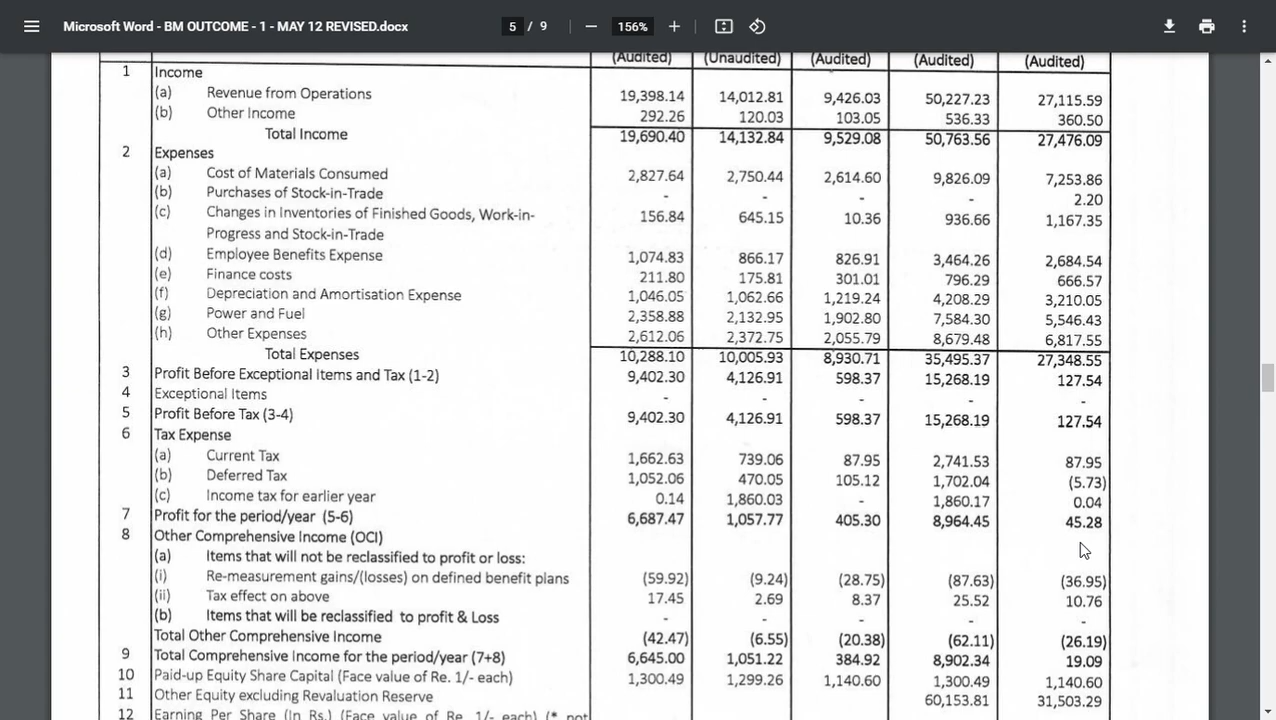 Microsoft Word - BM OUTCOME - 1 - MAY 12 REVISED.docx 5 / 9 156%
(Audited) (Unaudited) (Audited) (Audited) (Audited)
1 Income
(a) Revenue from Operations 19,398.14 14,012.81 9,426.03 50,227.23 27,115.59
(b) Other Income 292.26 120.03 103.05 536.33 360.50
Total Income 19,690.40 14,132.84 9,529.08 50,763.56 27,476.09
2 Expenses
(a) Cost of Materials Consumed 2,827.64 2,750.44 2,614.60 9,826.09 7,253.86
(b) Purchases of Stock-in-Trade - - - - 2.20
(c) Changes in Inventories of Finished Goods, Work-in- 156.84 645.15 10.36 936.66 1,167.35
Progress and Stock-in-Trade
(d) Employee Benefits Expense 1,074.83 866.17 826.91 3,464.26 2,684.54
(e) Finance costs 211.80 175.81 301.01 796.29 666.57
(f) Depreciation and Amortisation Expense 1,046.05 1,062.66 1,219.24 4,208.29 3,210.05
(g) Power and Fuel 2,358.88 2,132.95 1,902.80 7,584.30 5,546.43
(h) Other Expenses 2,612.06 2,372.75 2,055.79 8,679.48 6,817.55
Total Expenses 10,288.10 10,005.93 8,930.71 35,495.37 27,348.55
3 Profit Before Exceptional Items and Tax (1-2) 9,402.30 4,126.91 598.37 15,268.19 127.54
4 Exceptional Items - - - - -
5 Profit Before Tax (3-4) 9,402.30 4,126.91 598.37 15,268.19 127.54
6 Tax Expense
(a) Current Tax 1,662.63 739.06 87.95 2,741.53 87.95
(b) Deferred Tax 1,052.06 470.05 105.12 1,702.04 (5.73)
(c) Income tax for earlier year 0.14 1,860.03 - 1,860.17 0.04
7 Profit for the period/year (5-6) 6,687.47 1,057.77 405.30 8,964.45 45.28
8 Other Comprehensive Income (OCI)
(a) Items that will not be reclassified to profit or loss:
(i) Re-measurement gains/(losses) on defined benefit plans (59.92) (9.24) (28.75) (87.63) (36.95)
(ii) Tax effect on above 17.45 2.69 8.37 25.52 10.76
(b) Items that will be reclassified to profit & Loss - - - - -
Total Other Comprehensive Income (42.47) (6.55) (20.38) (62.11) (26.19)
9 Total Comprehensive Income for the period/year (7+8) 6,645.00 1,051.22 384.92 8,902.34 19.09
10 Paid-up Equity Share Capital (Face value of Re. 1/- each) 1,300.49 1,299.26 1,140.60 1,300.49 1,140.60
11 Other Equity excluding Revaluation Reserve 60,153.81 31,503.29
12 Earning Per Share (In Rs.) (Face value of Re 1/- each) (* not